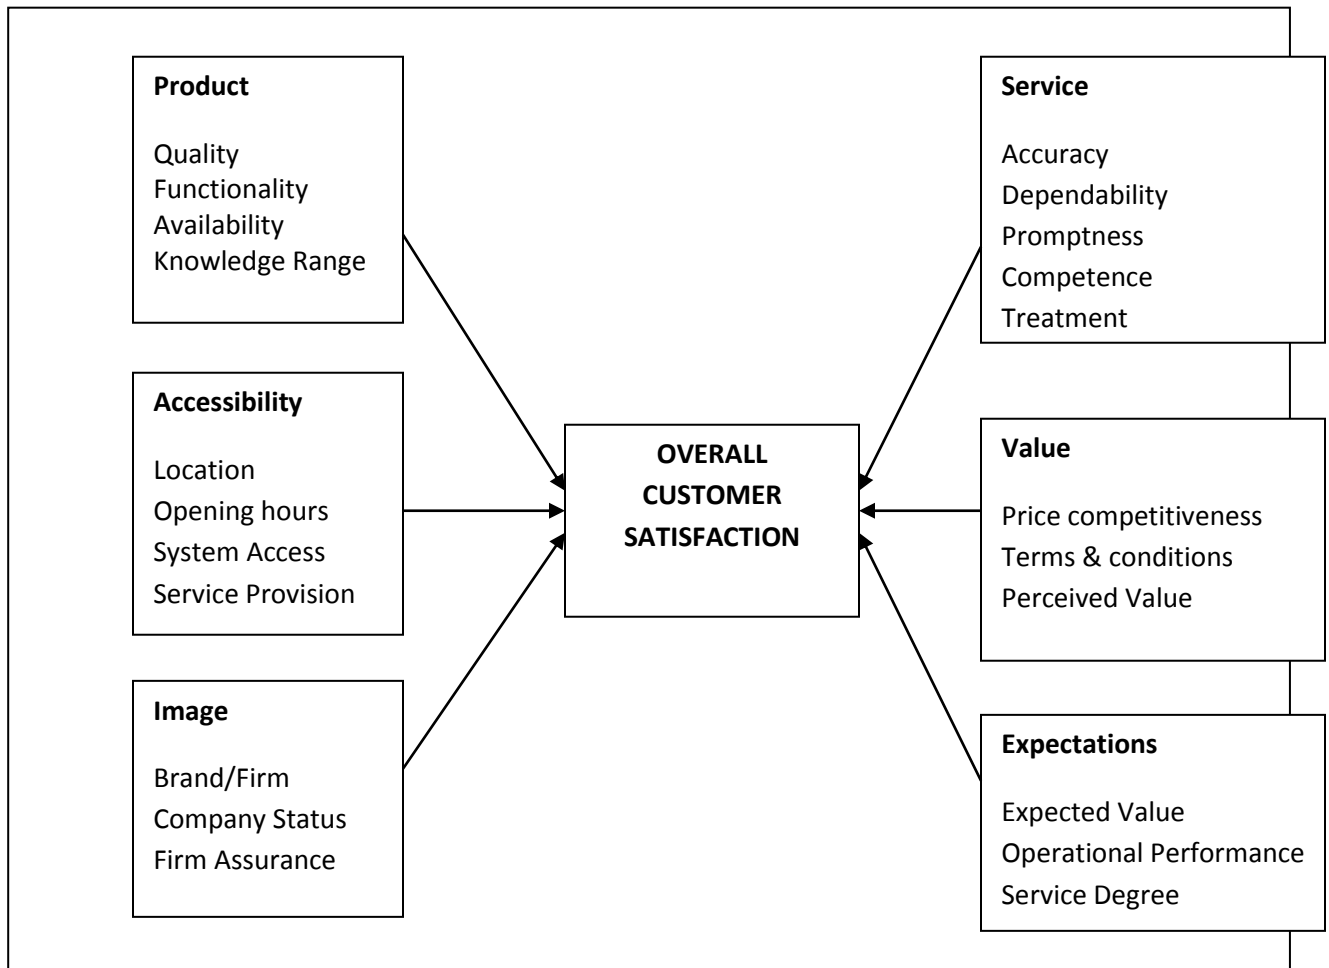 Product
Quality
Functionality
Availability
Knowledge Range
Accessibility
Location
Opening hours
System Access
Service Provision
Image
Brand/Firm
Company Status
Firm Assurance
OVERALL
CUSTOMER
SATISFACTION
Service
Accuracy
Dependability
Promptness
Competence
Treatment
Value
Price competitiveness
Terms & conditions
Perceived Value
Expectations
Expected Value
Operational Performance
Service Degree